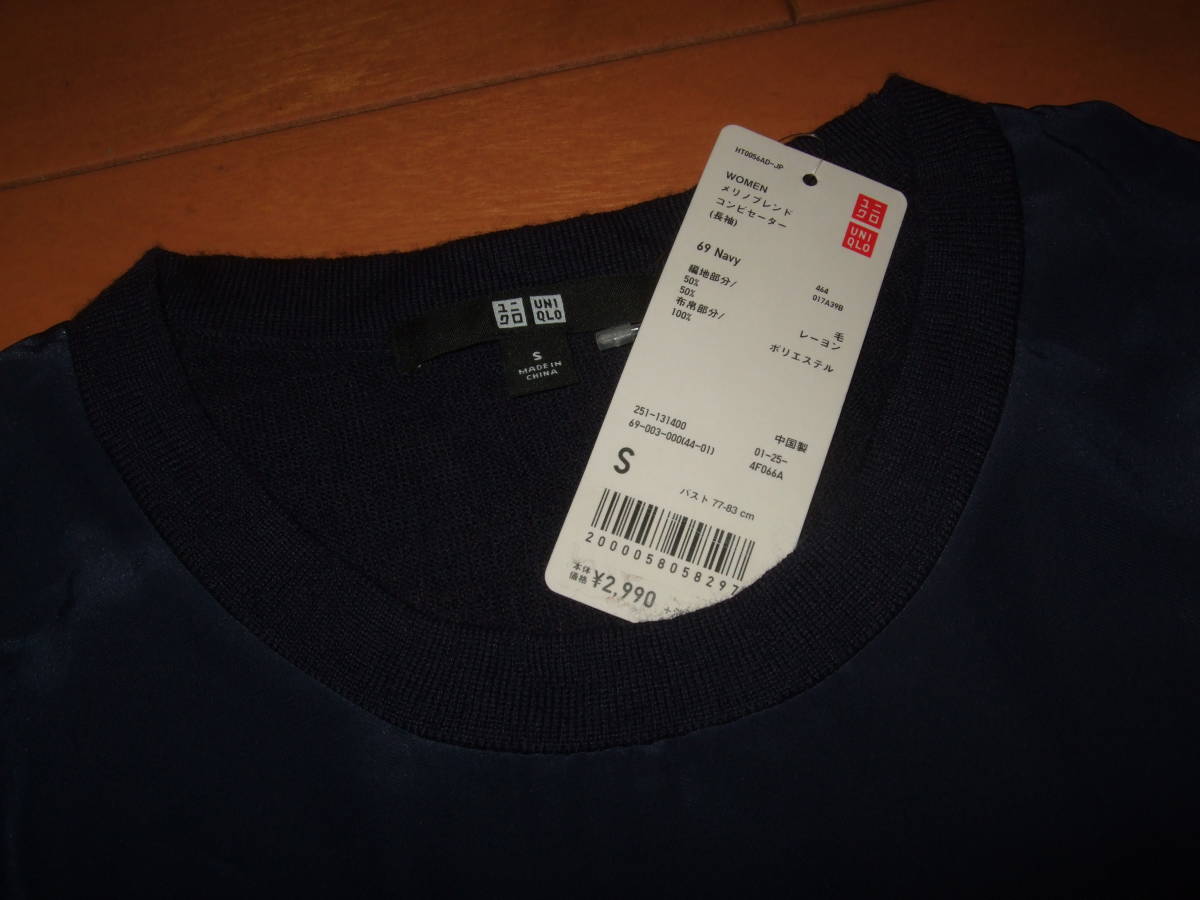 HT0056AD-JP
WOMEN
メリノブレンド
コンビセーター
(長袖)
ユニ
クロ
UNI
QLO
69 Navy
464
017A39B
編地部分/
50% 毛
50% レーヨン
布帛部分/
100% ポリエステル
251-131400
69-003-000(44-01)
中国製
01-25-
4F066A
S
バスト 77-83 cm
2000058058297
本体
価格 ¥2,990
ユニ
クロ
UNI
QLO
S
MADE IN
CHINA